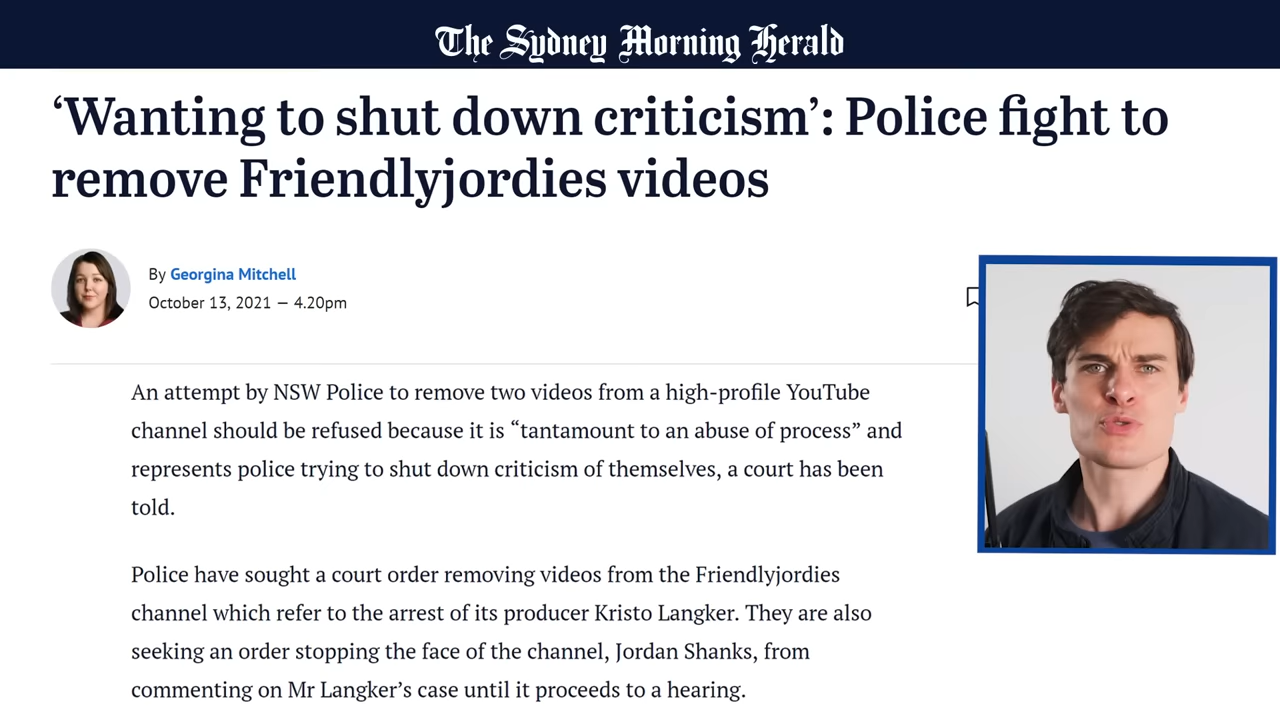 The Sydney Morning Herald
‘Wanting to shut down criticism’: Police fight to
remove Friendlyjordies videos
By Georgina Mitchell
October 13, 2021 — 4.20pm
An attempt by NSW Police to remove two videos from a high-profile YouTube
channel should be refused because it is “tantamount to an abuse of process” and
represents police trying to shut down criticism of themselves, a court has been
told.
Police have sought a court order removing videos from the Friendlyjordies
channel which refer to the arrest of its producer Kristo Langker. They are also
seeking an order stopping the face of the channel, Jordan Shanks, from
commenting on Mr Langker’s case until it proceeds to a hearing.